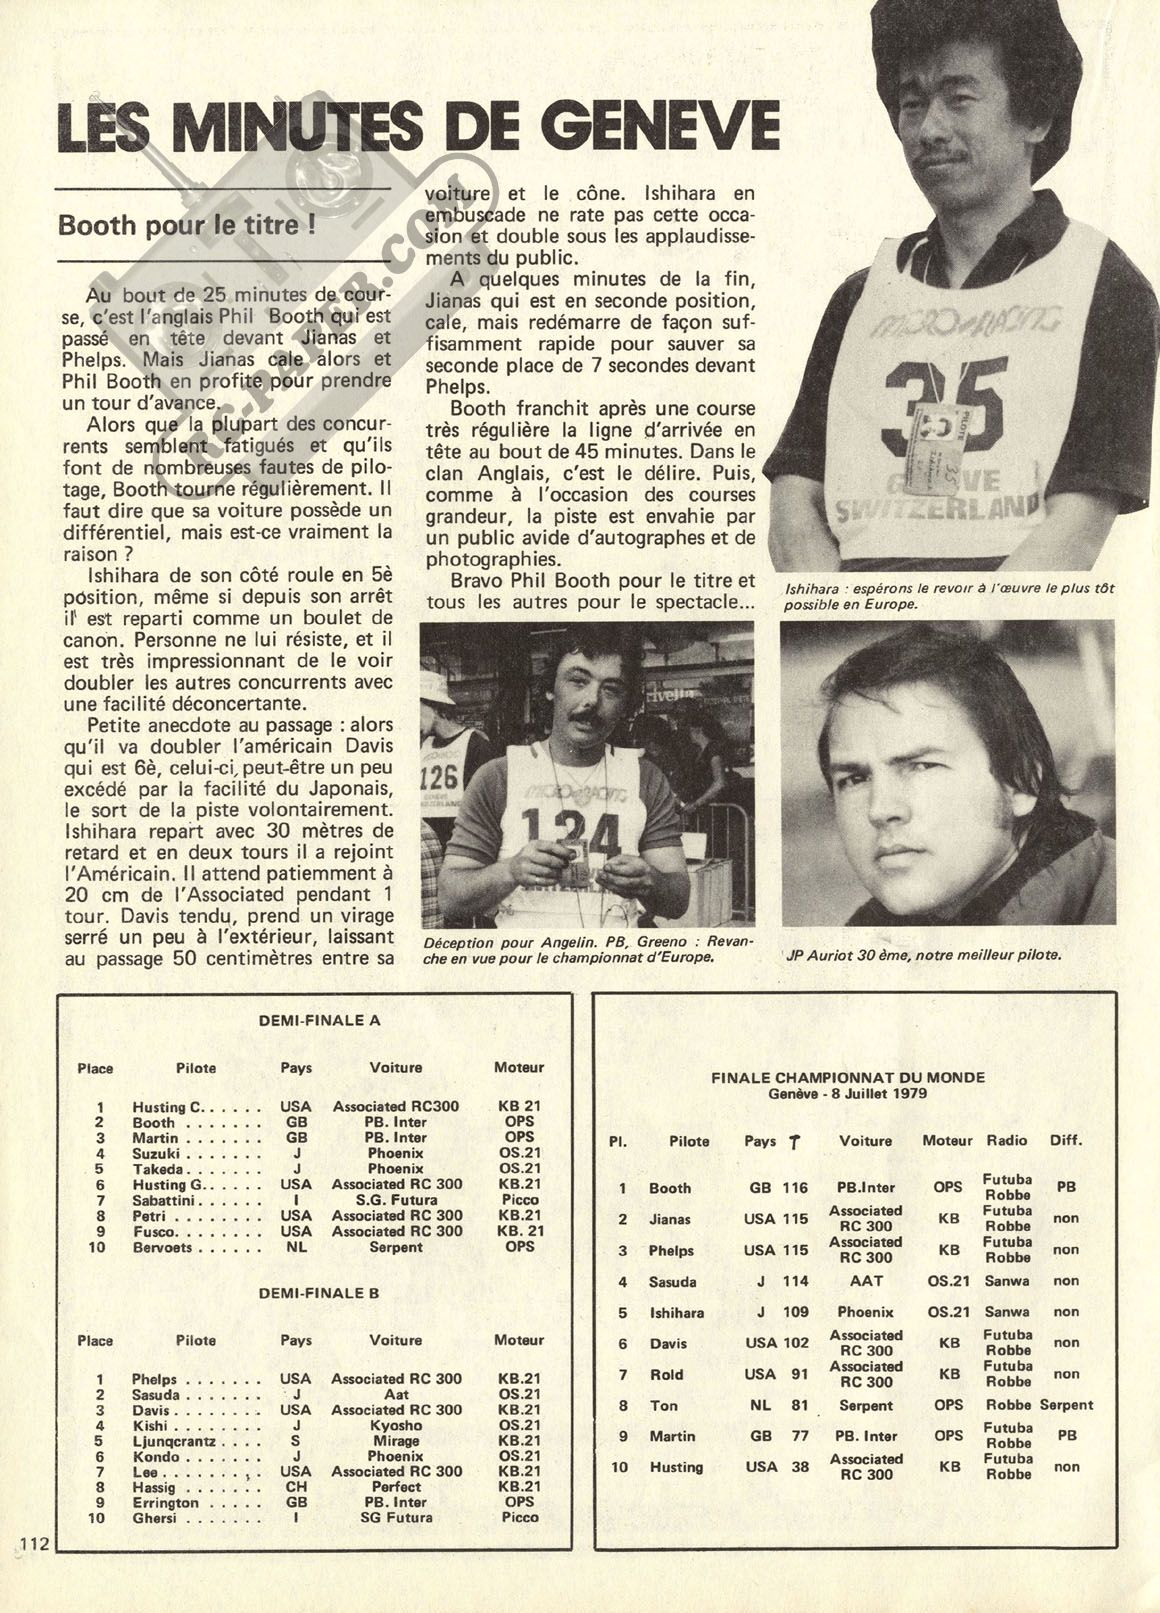 LES MINUTES DE GENEVE
RC-PAPER.COM
Booth pour le titre !
Au bout de 25 minutes de cour-
se, c'est l'anglais Phil Booth qui est
passé en tête devant Jianas et
Phelps. Mais Jianas cale alors et
Phil Booth en profite pour prendre
un tour d'avance.
Alors que la plupart des concur-
rents semblent fatigués et qu'ils
font de nombreuses fautes de pilo-
tage, Booth tourne régulièrement. Il
faut dire que sa voiture possède un
différentiel, mais est-ce vraiment la
raison ?
Ishihara de son côté roule en 5è
position, même si depuis son arrêt
il est reparti comme un boulet de
canon. Personne ne lui résiste, et il
est très impressionnant de le voir
doubler les autres concurrents avec
une facilité déconcertante.
Petite anecdote au passage : alors
qu'il va doubler l'américain Davis
qui est 6è, celui-ci, peut-être un peu
excédé par la facilité du Japonais,
le sort de la piste volontairement.
Ishihara repart avec 30 mètres de
retard et en deux tours il a rejoint
l'Américain. Il attend patiemment à
20 cm de l'Associated pendant 1
tour. Davis tendu, prend un virage
serré un peu à l'extérieur, laissant
au passage 50 centimètres entre sa
voiture et le cône. Ishihara en
embuscade ne rate pas cette occa-
sion et double sous les applaudisse-
ments du public.
A quelques minutes de la fin,
Jianas qui est en seconde position,
cale, mais redémarre de façon suf-
fisamment rapide pour sauver sa
seconde place de 7 secondes devant
Phelps.
Booth franchit après une course
très régulière la ligne d'arrivée en
tête au bout de 45 minutes. Dans le
clan Anglais, c'est le délire. Puis,
comme à l'occasion des courses
grandeur, la piste est envahie par
un public avide d'autographes et de
photographies.
Bravo Phil Booth pour le titre et
tous les autres pour le spectacle...
MICRO RACING
35
PILOTE
35
SWITZERLAND
Ishihara : espérons le revoir à l'œuvre le plus tôt
possible en Europe.
rivella
126
SWITZERLAND
MICRO RACING
124
Déception pour Angelin. PB, Greeno : Revan-
che en vue pour le championnat d'Europe.
JP Auriot 30 ème, notre meilleur pilote.
DEMI-FINALE A
Place Pilote Pays Voiture Moteur
1 Husting C. . . . . . USA Associated RC300 KB 21
2 Booth . . . . . . . GB PB. Inter OPS
3 Martin . . . . . . . GB PB. Inter OPS
4 Suzuki . . . . . . . J Phoenix OS.21
5 Takeda . . . . . . . J Phoenix OS.21
6 Husting G. . . . . . USA Associated RC 300 KB.21
7 Sabattini . . . . . . I S.G. Futura Picco
8 Petri . . . . . . . . USA Associated RC 300 KB.21
9 Fusco. . . . . . . . USA Associated RC 300 KB. 21
10 Bervoets . . . . . . NL Serpent OPS
DEMI-FINALE B
Place Pilote Pays Voiture Moteur
1 Phelps . . . . . . . USA Associated RC 300 KB.21
2 Sasuda . . . . . . . J Aat OS.21
3 Davis . . . . . . . . USA Associated RC 300 KB.21
4 Kishi . . . . . . . . J Kyosho OS.21
5 Ljunqcrantz . . . . S Mirage KB.21
6 Kondo . . . . . . . J Phoenix OS.21
7 Lee . . . . . . . . . USA Associated RC 300 KB.21
8 Hassig . . . . . . . CH Perfect KB.21
9 Errington . . . . . GB PB. Inter OPS
10 Ghersi . . . . . . . I SG Futura Picco
FINALE CHAMPIONNAT DU MONDE
Genève - 8 Juillet 1979
Pl. Pilote Pays T Voiture Moteur Radio Diff.
1 Booth GB 116 PB.Inter OPS Futuba Robbe PB
2 Jianas USA 115 Associated RC 300 KB Futuba Robbe non
3 Phelps USA 115 Associated RC 300 KB Futuba Robbe non
4 Sasuda J 114 AAT OS.21 Sanwa non
5 Ishihara J 109 Phoenix OS.21 Sanwa non
6 Davis USA 102 Associated RC 300 KB Futuba Robbe non
7 Rold USA 91 Associated RC 300 KB Futuba Robbe non
8 Ton NL 81 Serpent OPS Robbe Serpent
9 Martin GB 77 PB. Inter OPS Futuba Robbe PB
10 Husting USA 38 Associated RC 300 KB Futuba Robbe non
112